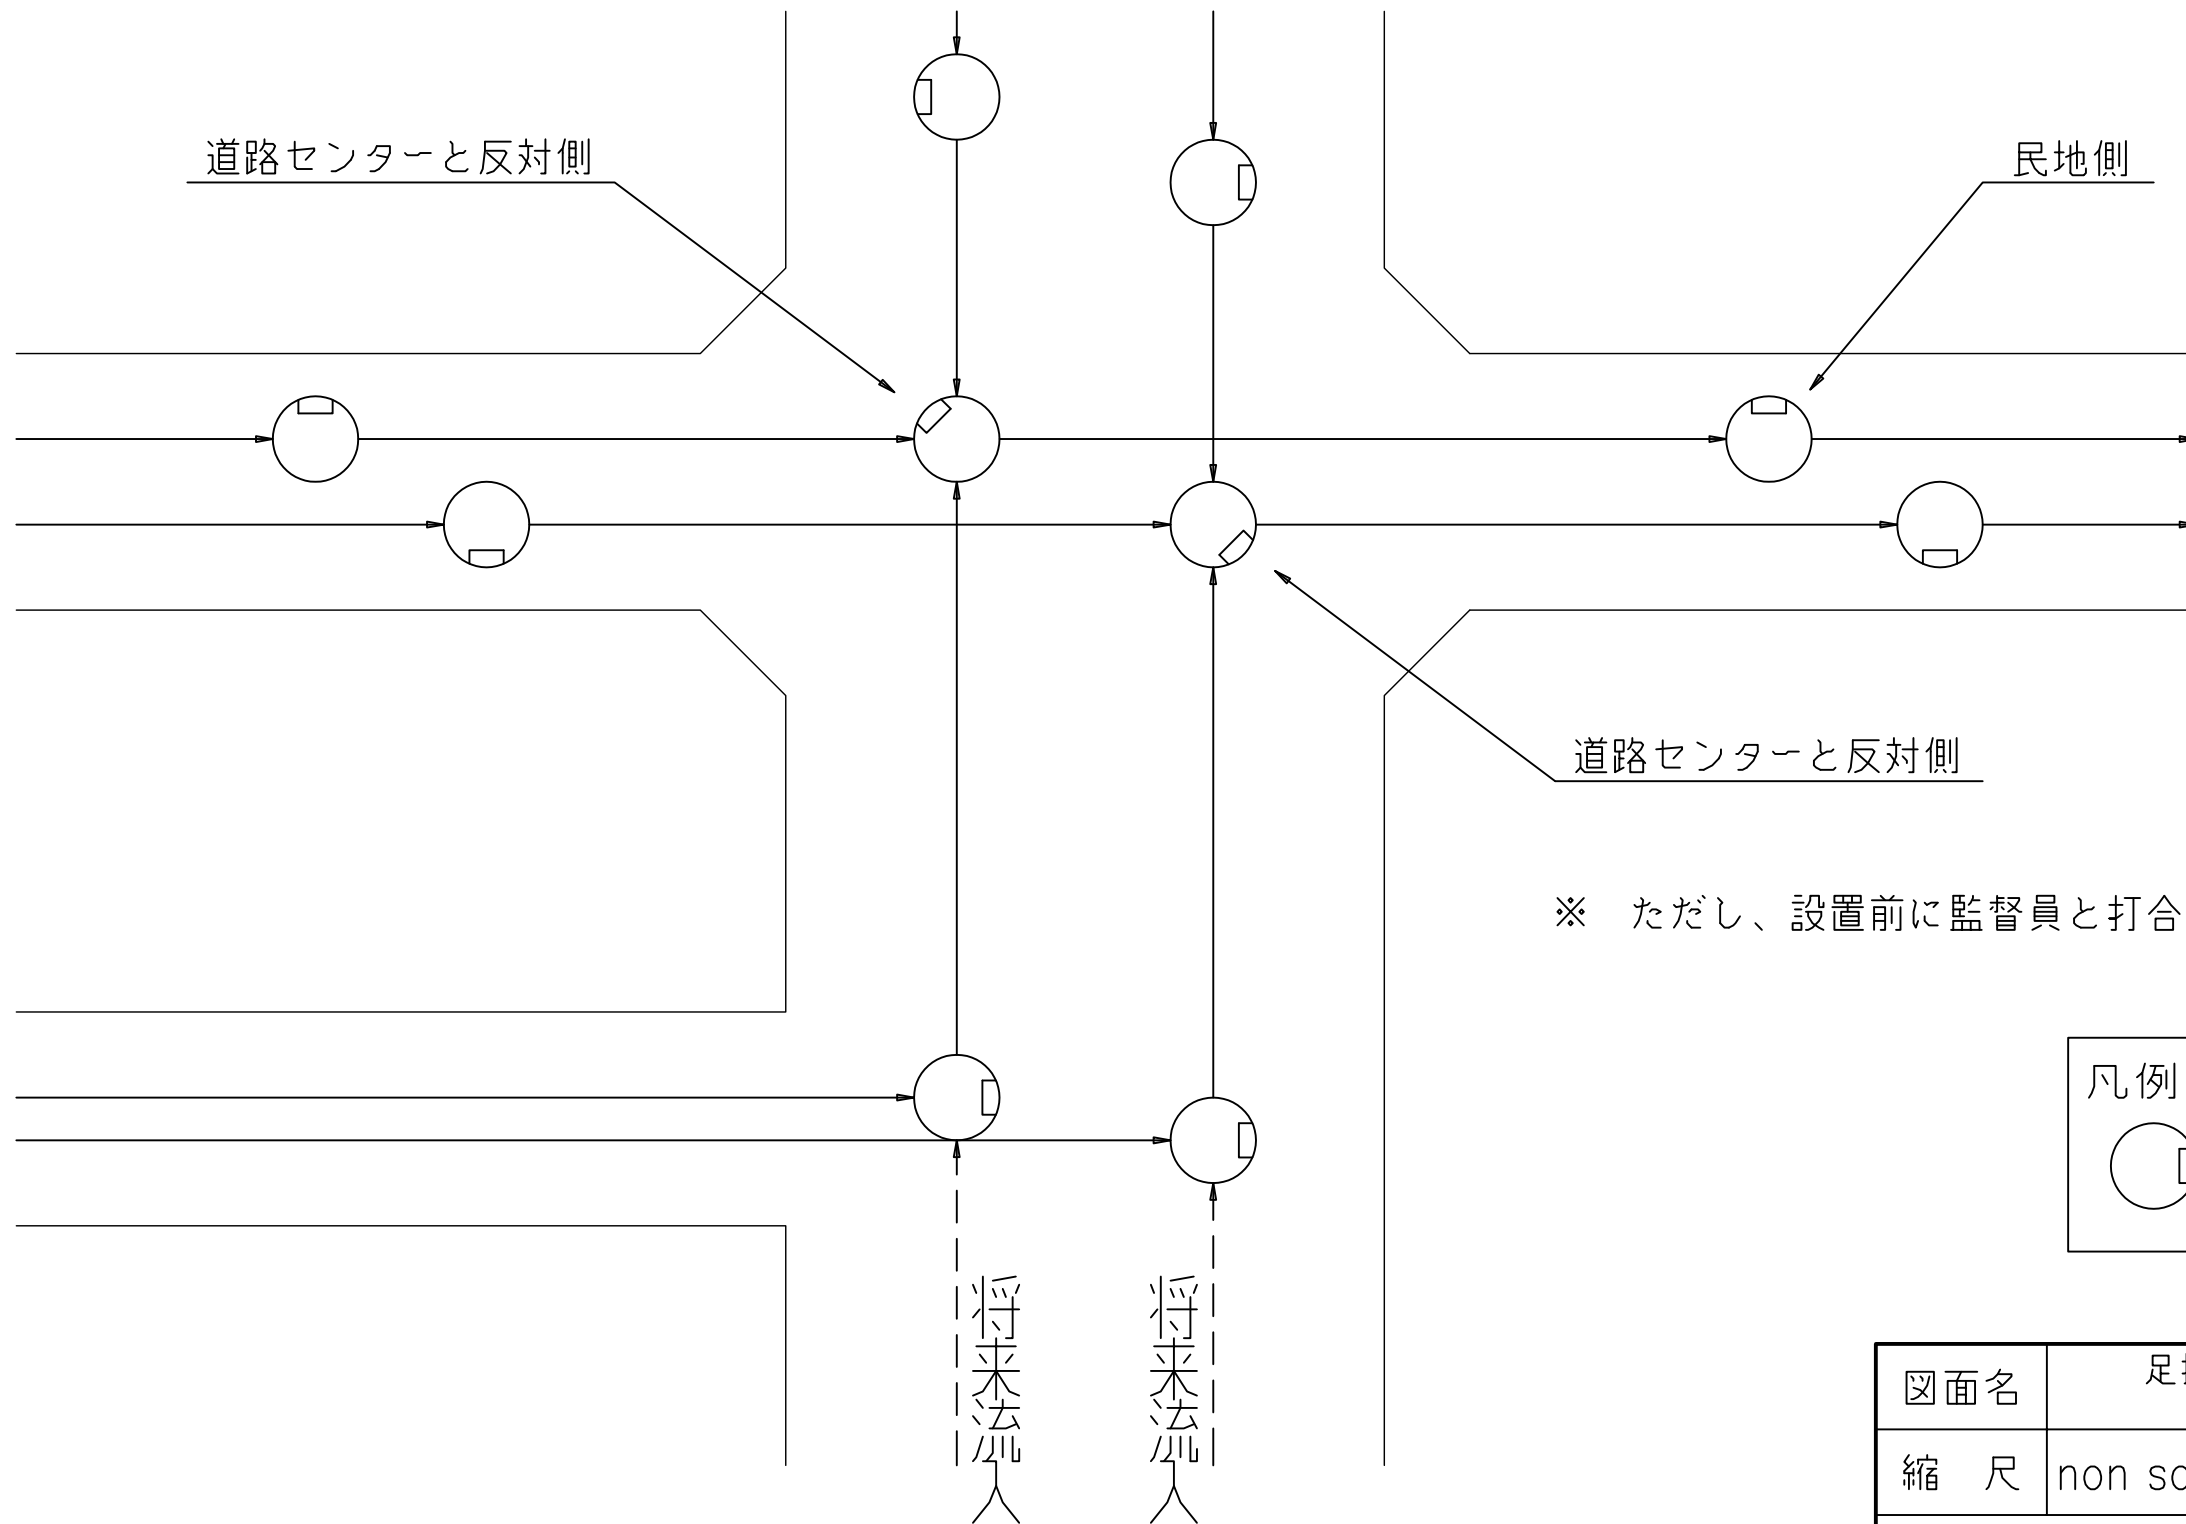 道路センターと反対側
民地側
道路センターと反対側
※　ただし、設置前に監督員と打合
凡例
将来流入
将来流入
図面名
足掛
縮　尺
non sc